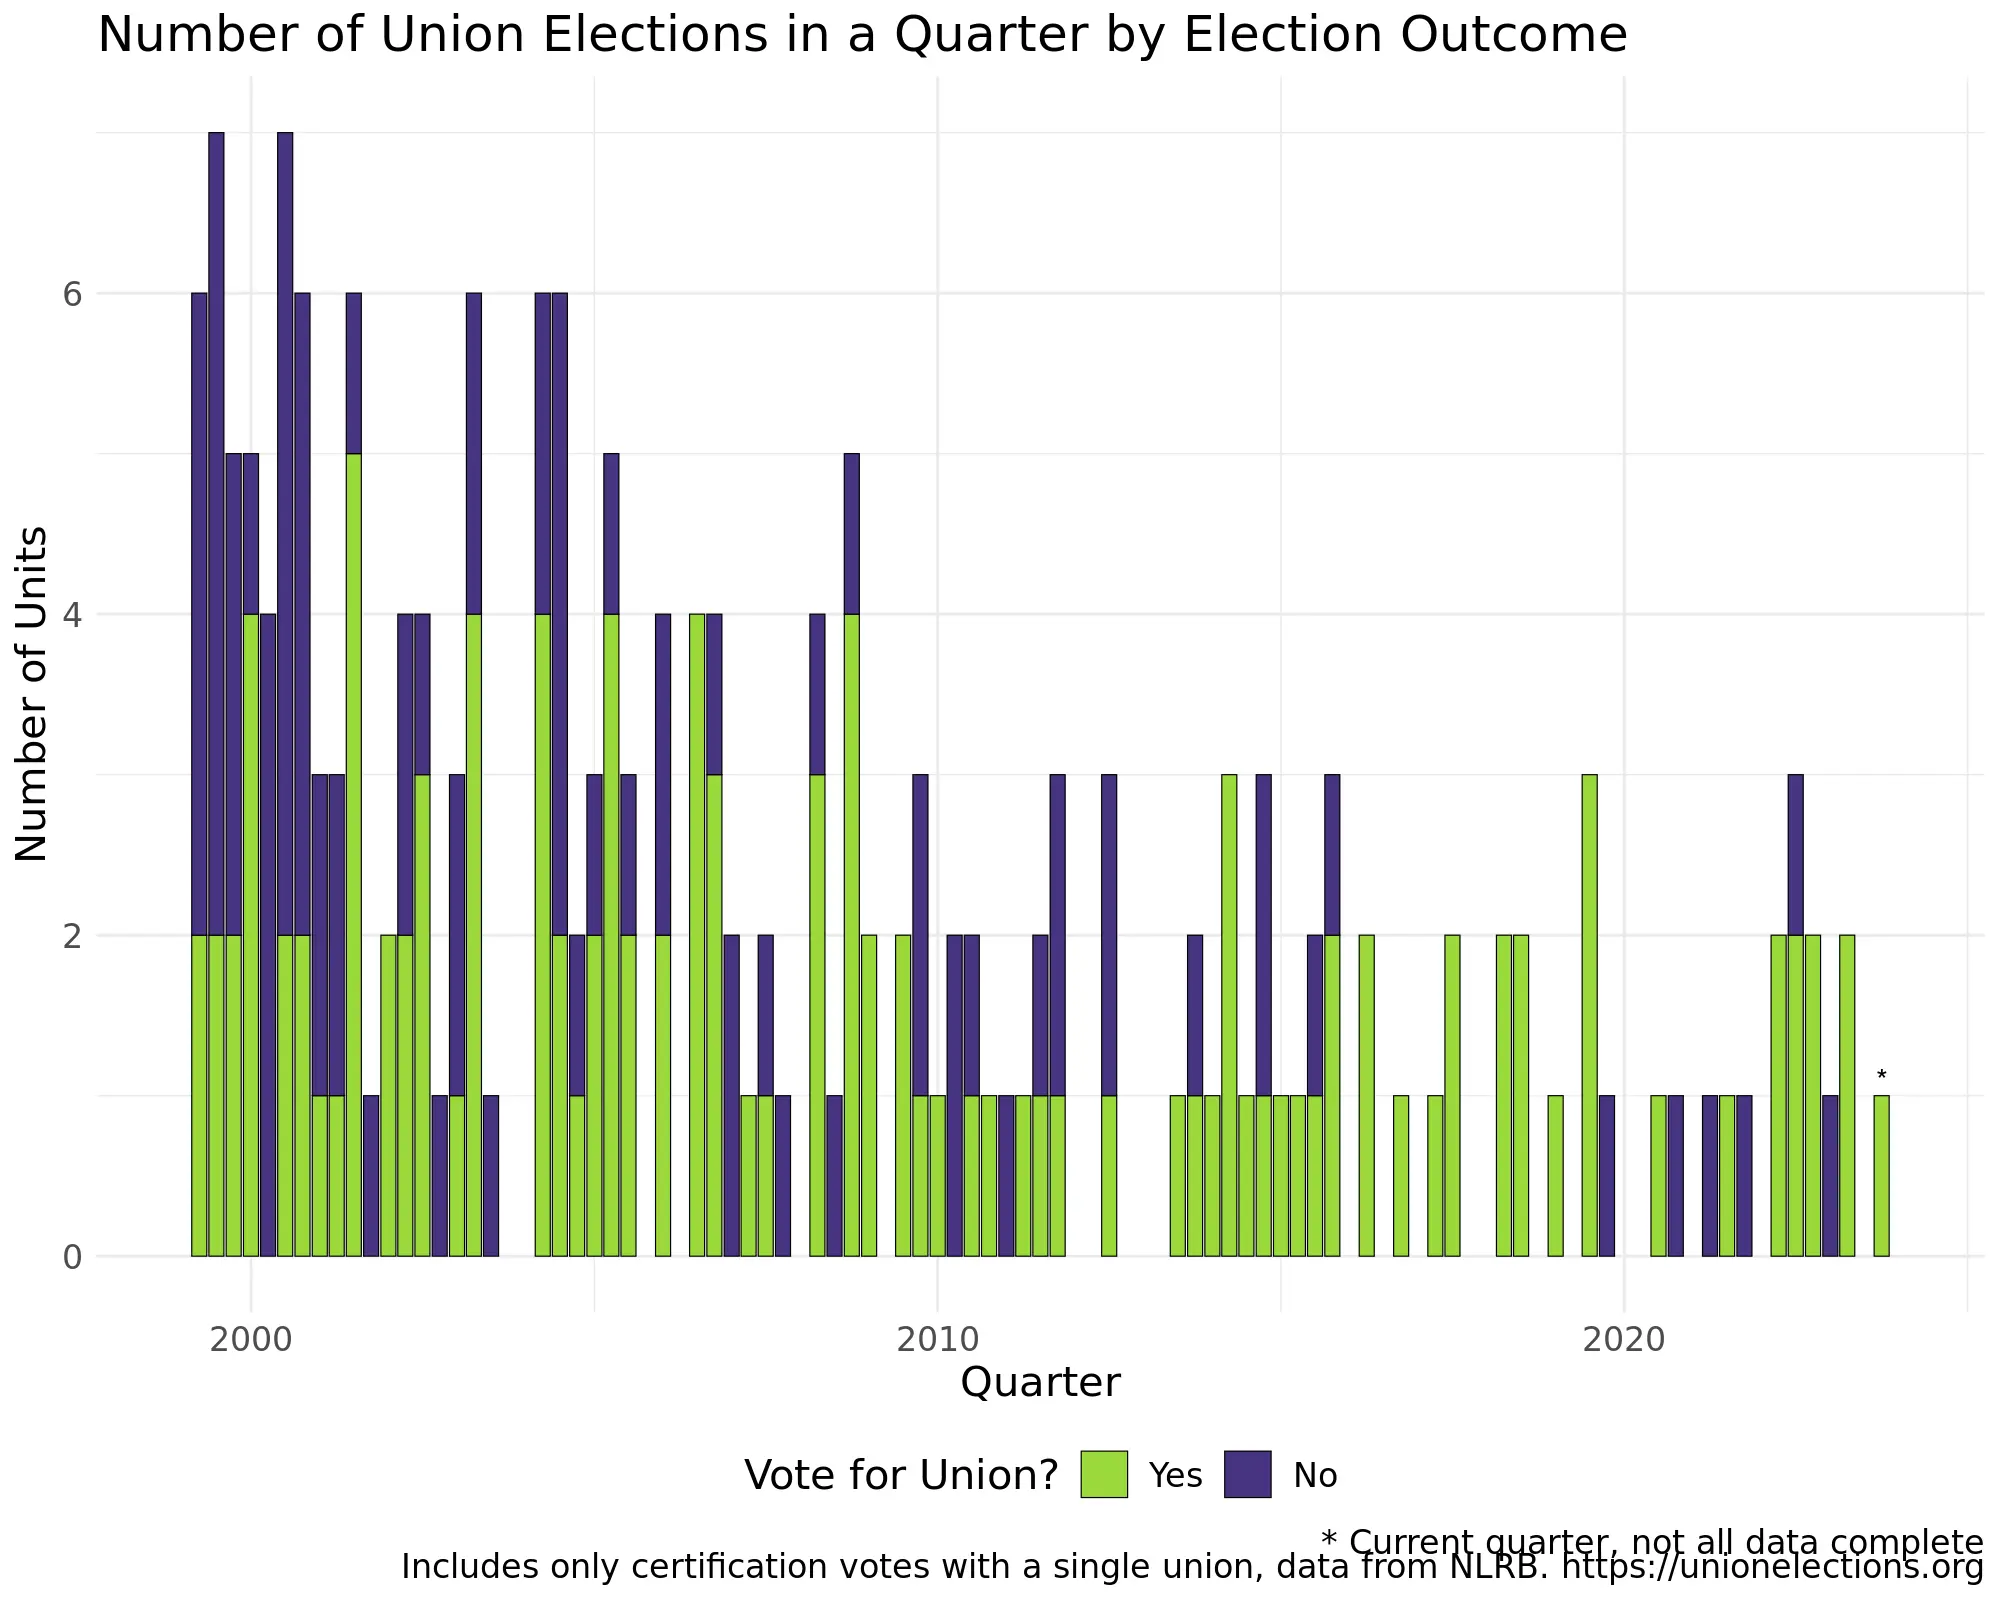 Number of Union Elections in a Quarter by Election Outcome
Number of Units
6
4
2
0
*
2000 2010 2020
Quarter
Vote for Union? Yes No
* Current quarter, not all data complete
Includes only certification votes with a single union, data from NLRB. https://unionelections.org